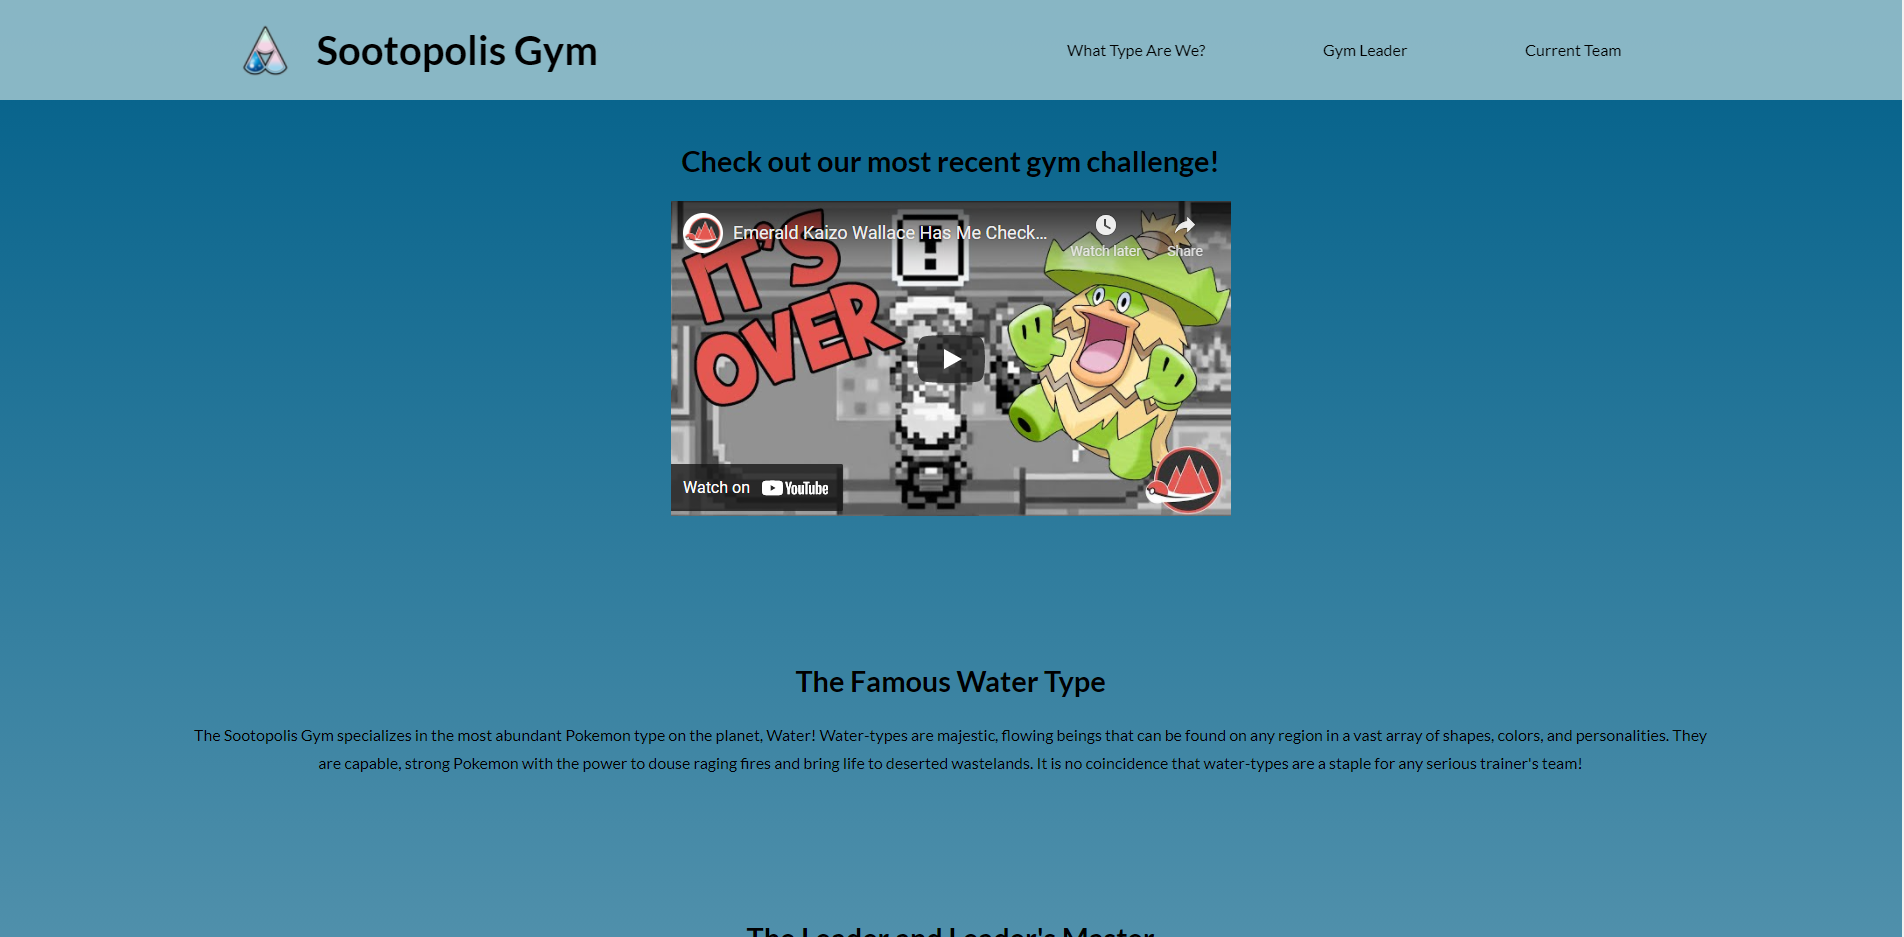 Sootopolis Gym
What Type Are We?
Gym Leader
Current Team
Check out our most recent gym challenge!
Emerald Kaizo Wallace Has Me Check...
Watch later
Share
IT'S
OVER
!
Watch on YouTube
The Famous Water Type
The Sootopolis Gym specializes in the most abundant Pokemon type on the planet, Water! Water-types are majestic, flowing beings that can be found on any region in a vast array of shapes, colors, and personalities. They
are capable, strong Pokemon with the power to douse raging fires and bring life to deserted wastelands. It is no coincidence that water-types are a staple for any serious trainer's team!
The Leader and Leader's Master